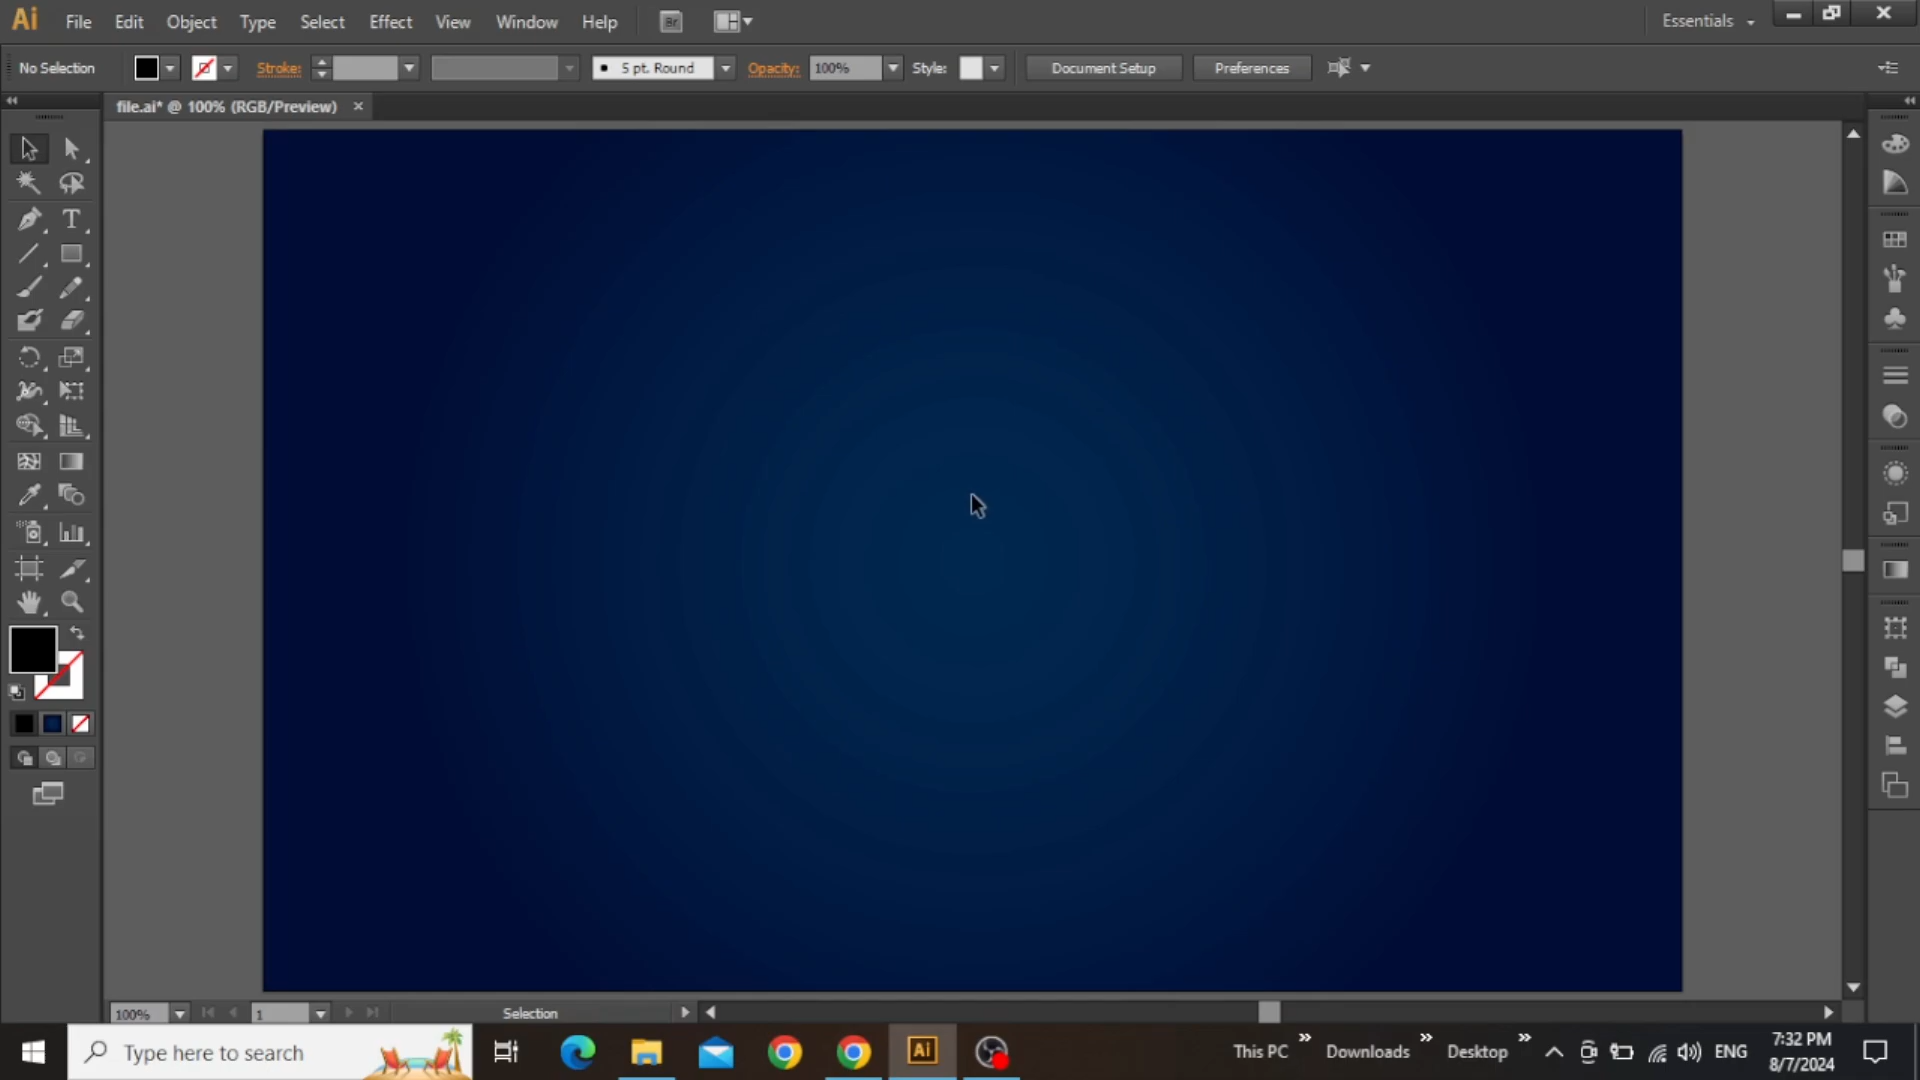 Ai File Edit Object Type Select Effect View Window Help Br Essentials
No Selection Stroke: 5 pt. Round Opacity: 100% Style: Document Setup Preferences
file.ai* @ 100% (RGB/Preview)
T
100% 1 Selection
Type here to search Ai This PC Downloads Desktop ENG 7:32 PM
8/7/2024